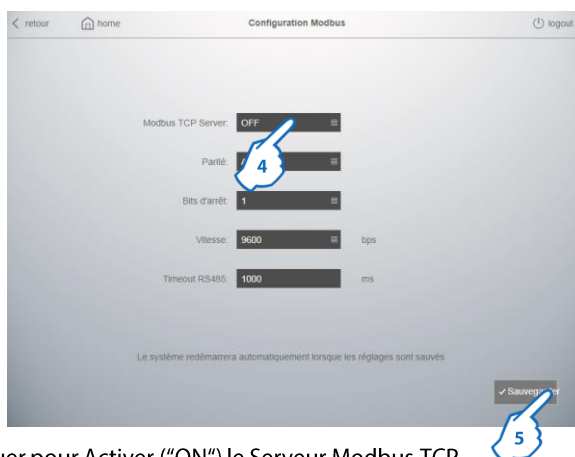 retour home Configuration Modbus logout
Modbus TCP Server: OFF
4
Parité:
Bits d'arrêt: 1
Vitesse: 9600 bps
Timeout RS485: 1000 ms
Le système redémarrera automatiquement lorsque les réglages sont sauvés
5
pour Activer ("ON") le Serveur Modbus TCP